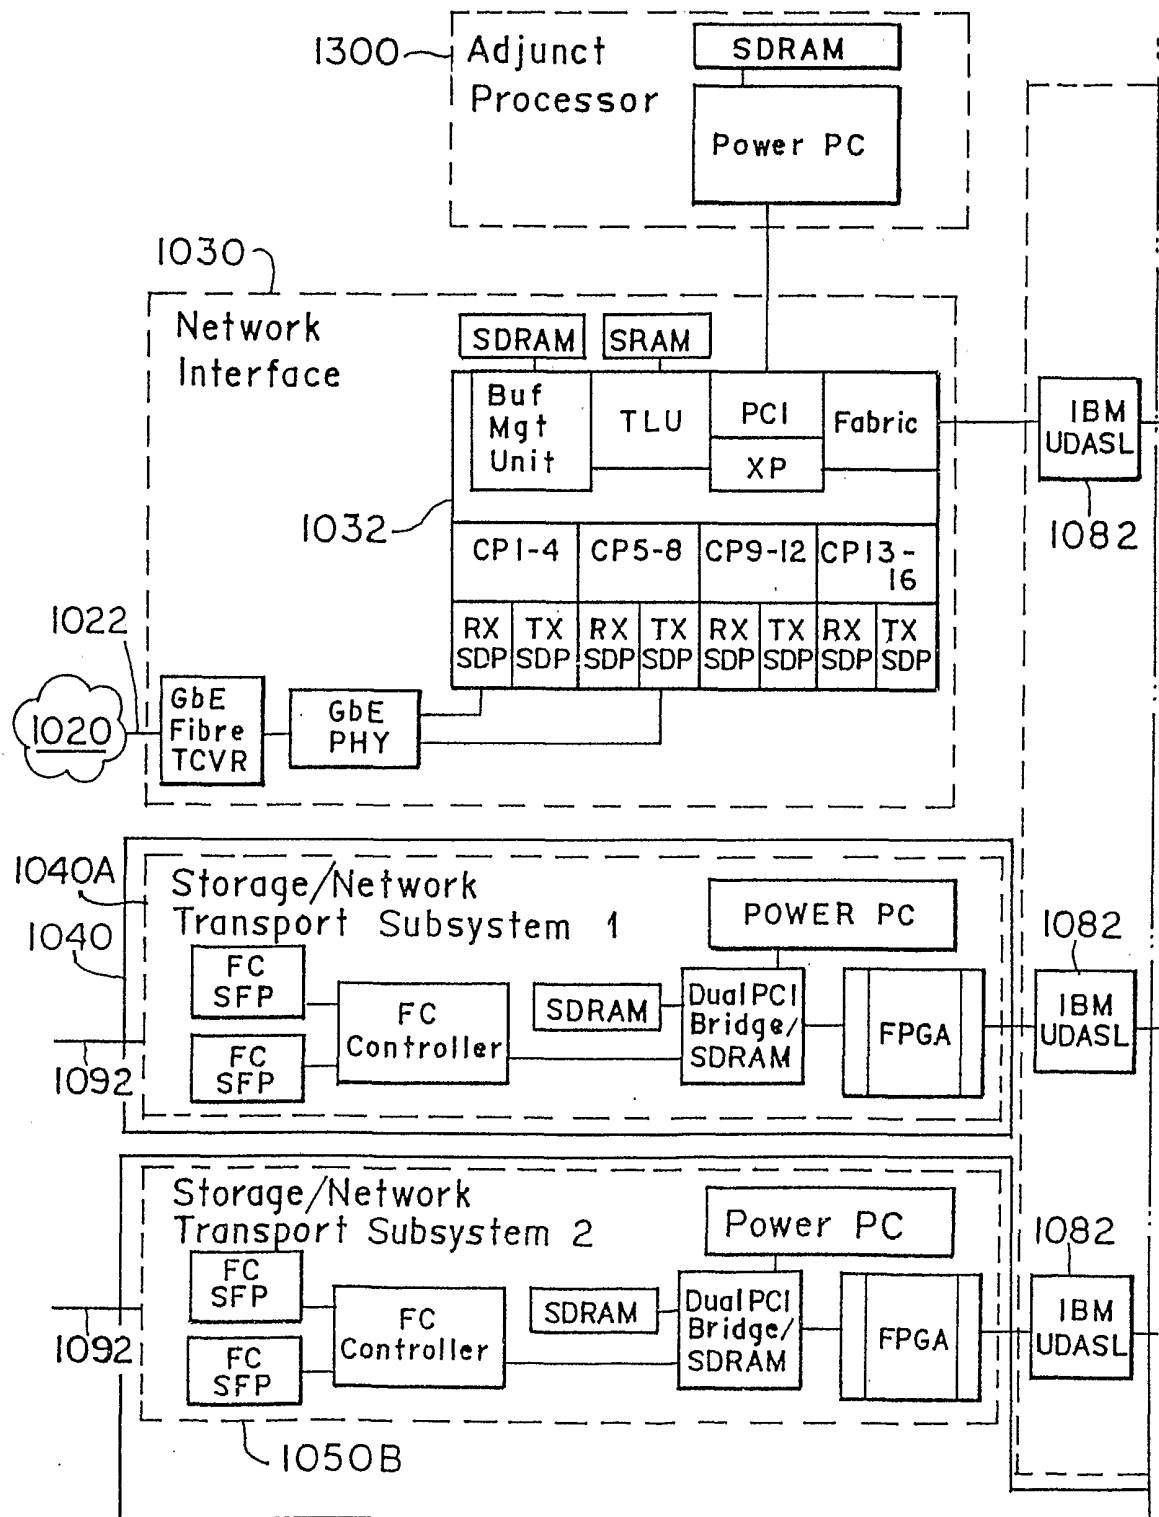 1300
Adjunct
Processor
SDRAM
Power PC
1030
Network
Interface
SDRAM
SRAM
Buf
Mgt
Unit
TLU
PCI
XP
Fabric
IBM
UDASL
1082
1032
CP1-4
CP5-8
CP9-12
CP13-
16
RX
SDP
TX
SDP
RX
SDP
TX
SDP
RX
SDP
TX
SDP
RX
SDP
TX
SDP
1022
1020
GbE
Fibre
TCVR
GbE
PHY
1040A
1040
Storage/Network
Transport Subsystem 1
POWER PC
FC
SFP
FC
SFP
FC
Controller
SDRAM
Dual PCI
Bridge/
SDRAM
FPGA
1082
IBM
UDASL
1092
Storage/Network
Transport Subsystem 2
Power PC
FC
SFP
FC
SFP
FC
Controller
SDRAM
Dual PCI
Bridge/
SDRAM
FPGA
1082
IBM
UDASL
1092
1050B